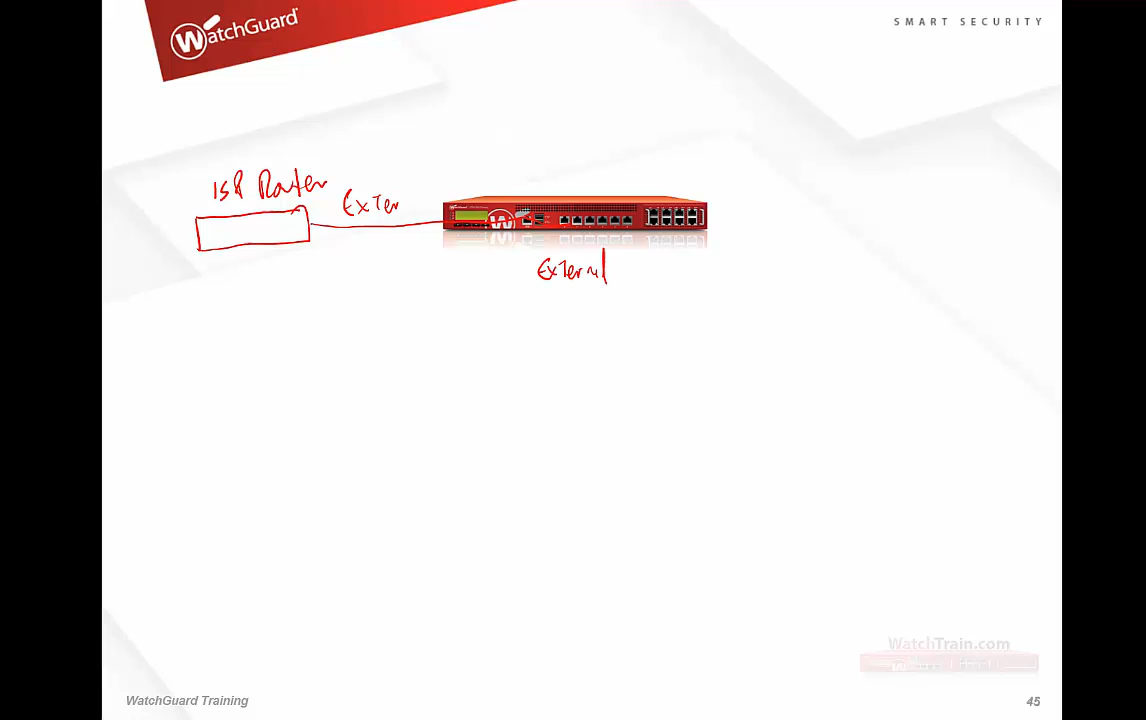 WatchGuard
SMART SECURITY
ISP Router
Exter
External
WatchTrain.com
WatchGuard Training
45